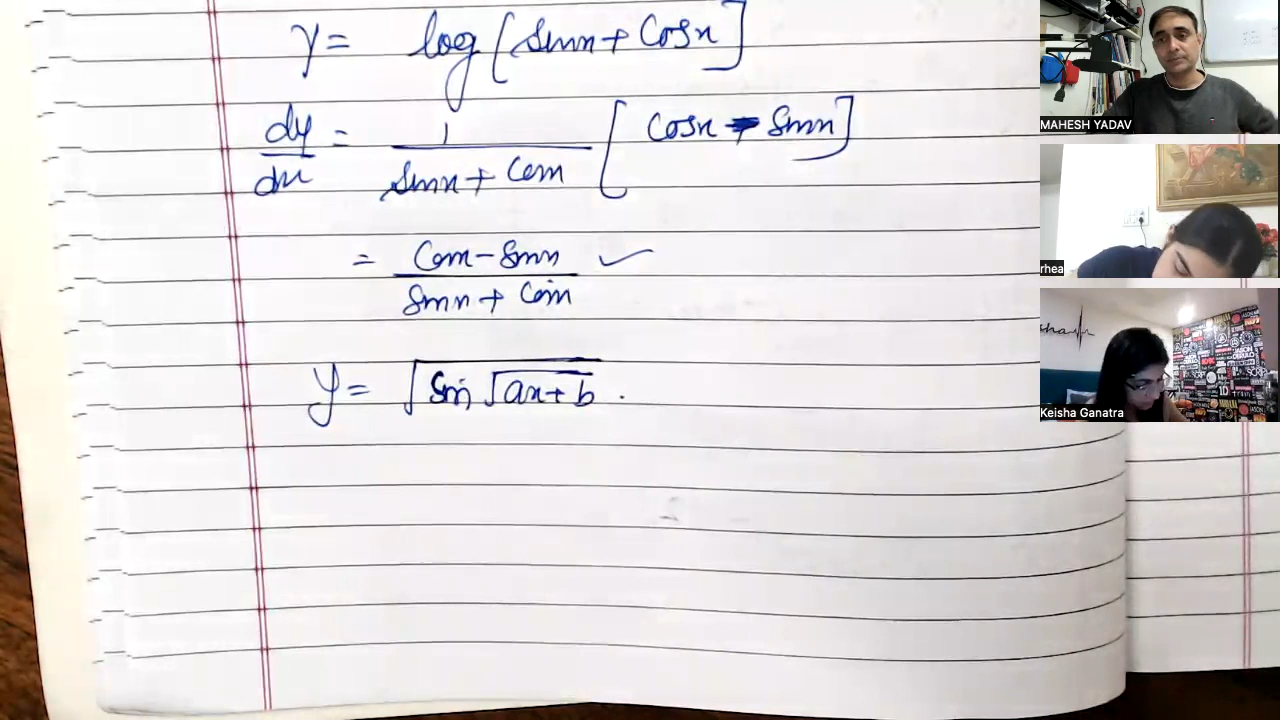 y = log [sinx + cosx]
dy/dx = 1/(sinx + cosx) [cosx - sinx]
= (cosx - sinx)/(sinx + cosx) ✓
y = √(sin √(ax + b)) .
MAHESH YADAV
rhea
Keisha Ganatra